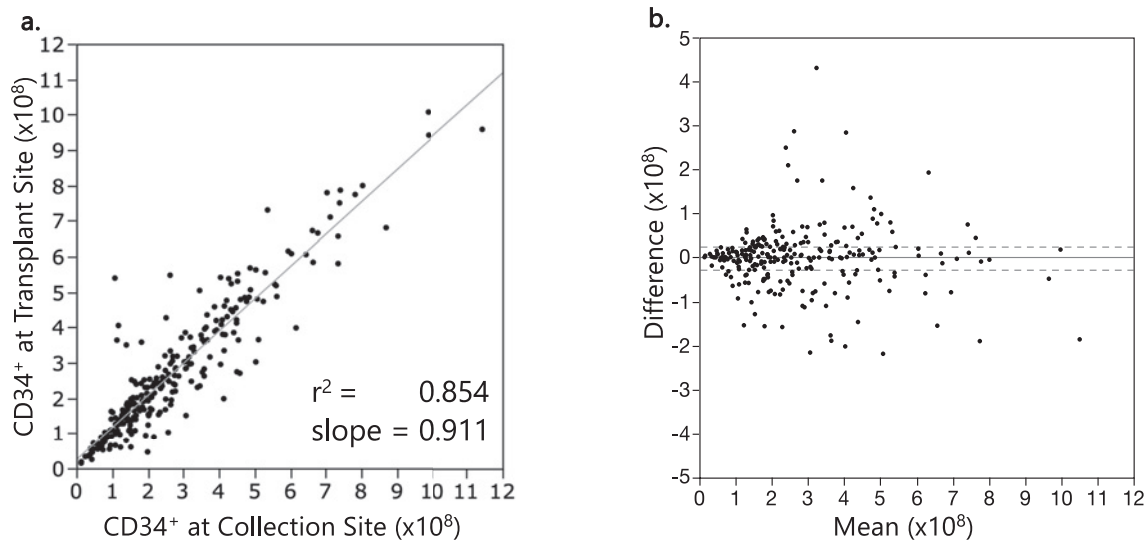 a.
CD34⁺ at Transplant Site (x10⁸)
12
11
10
9
8
7
6
5
4
3
2
1
0
r² = 0.854
slope = 0.911
0 1 2 3 4 5 6 7 8 9 10 11 12
CD34⁺ at Collection Site (x10⁸)
b.
Difference (x10⁸)
5
4
3
2
1
0
-1
-2
-3
-4
-5
0 1 2 3 4 5 6 7 8 9 10 11 12
Mean (x10⁸)